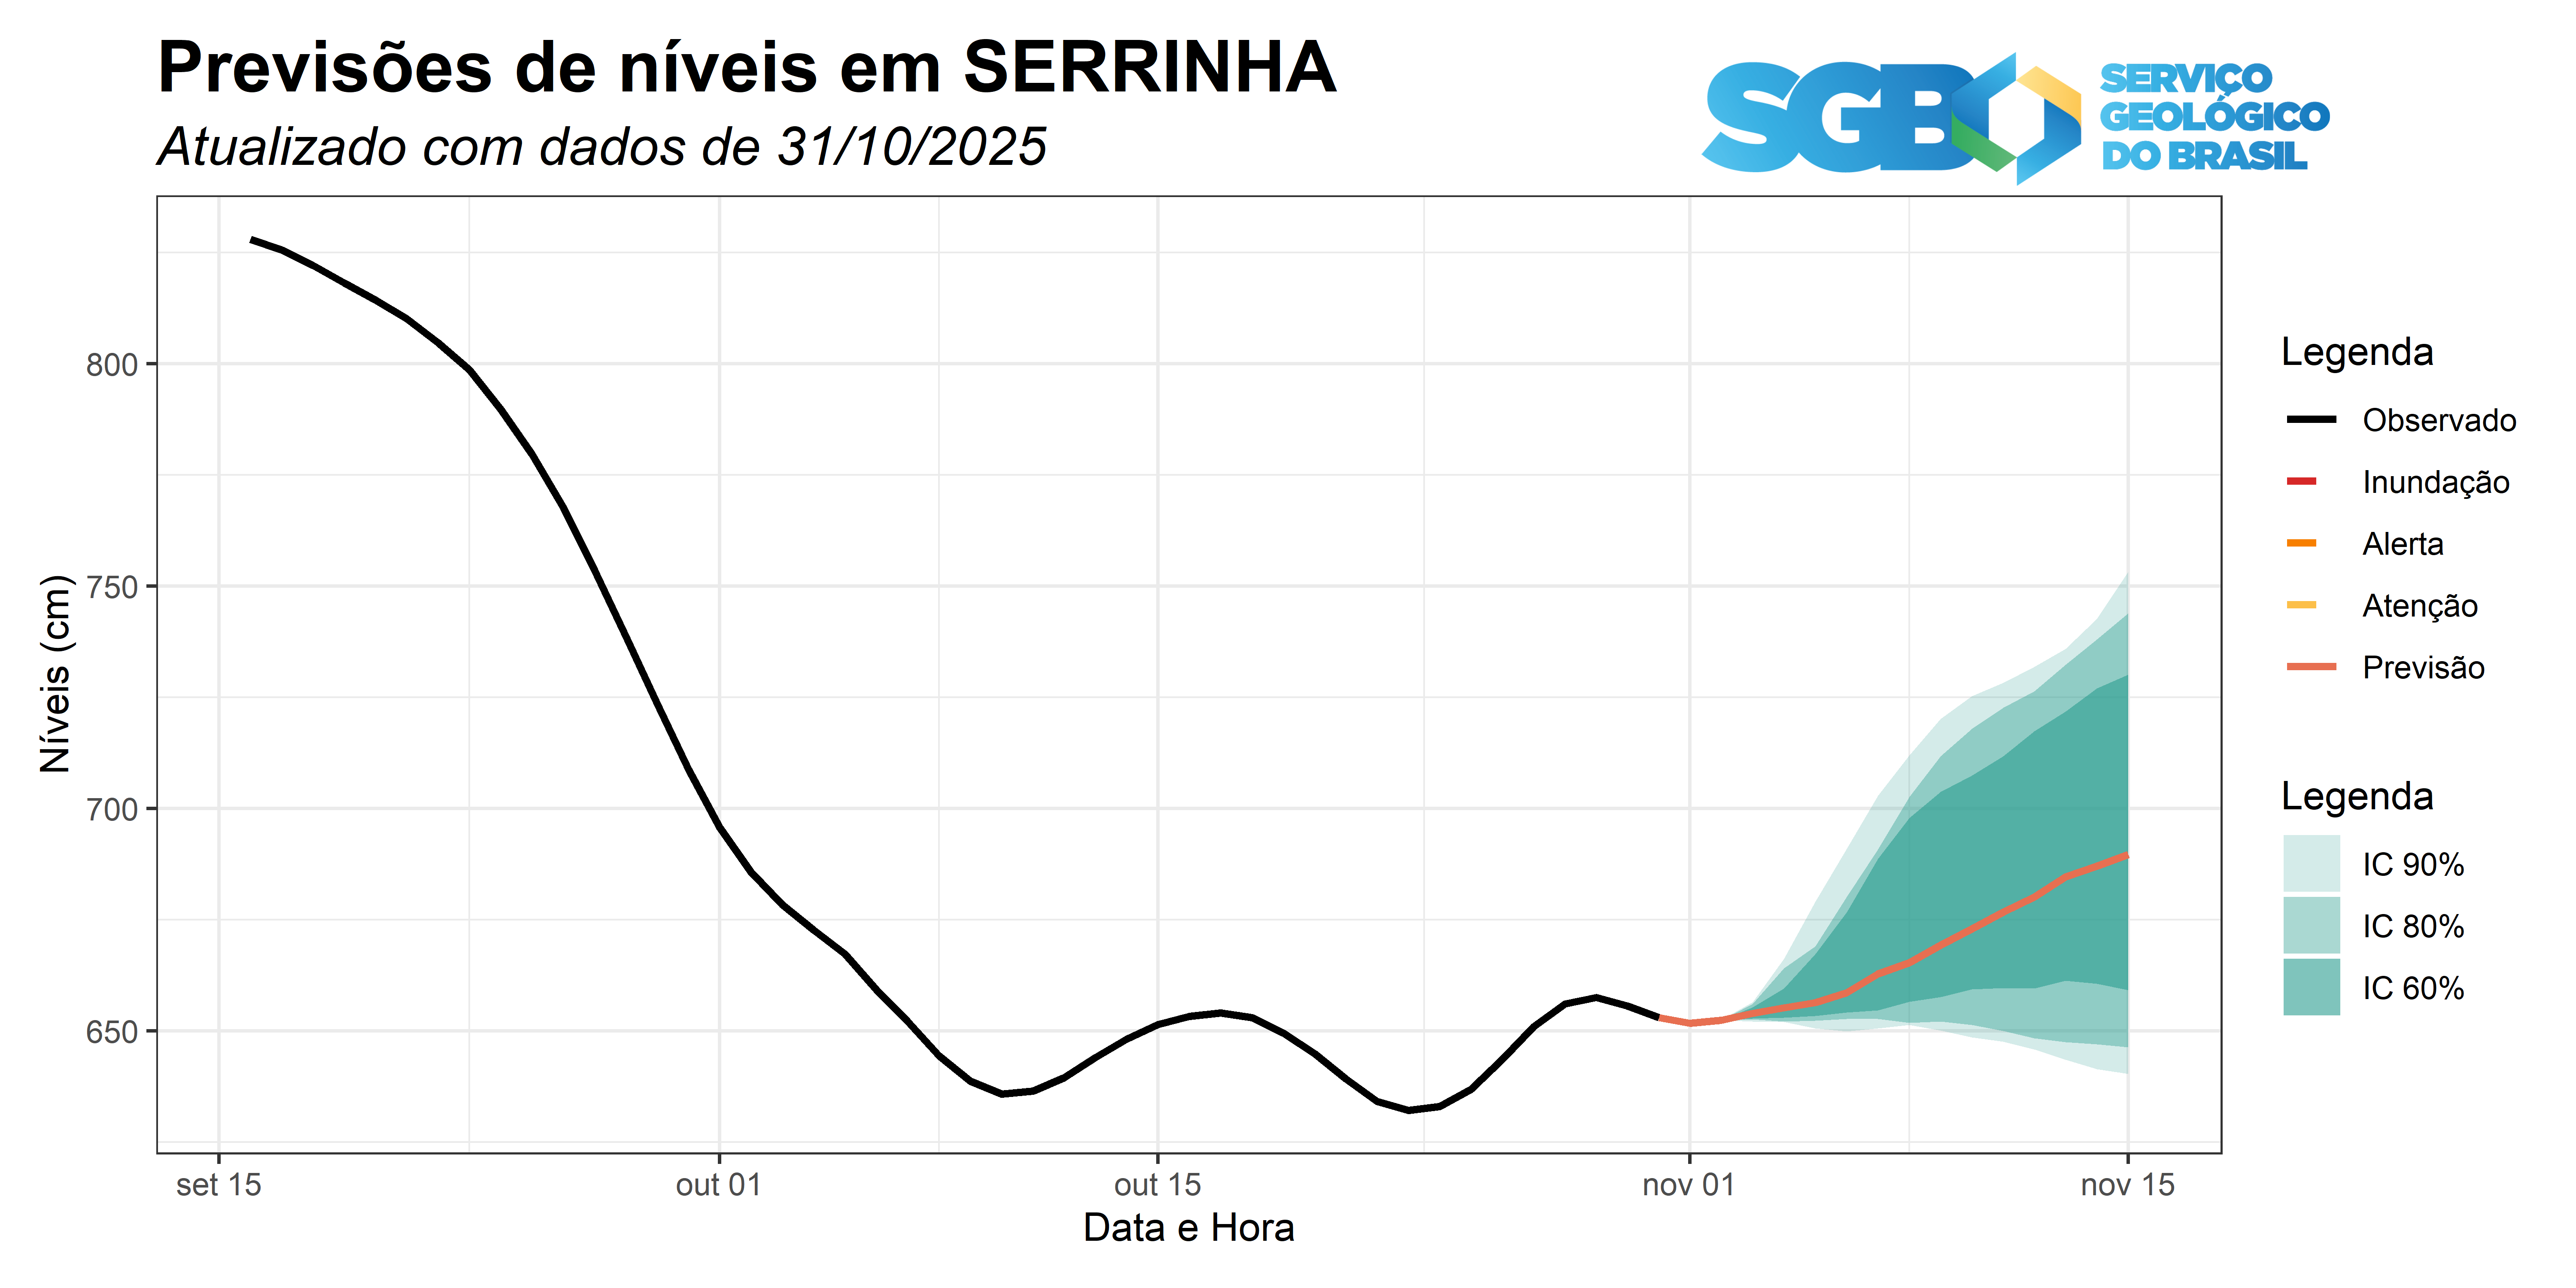 Previsões de níveis em SERRINHA
Atualizado com dados de 31/10/2025
SGB
SERVIÇO
GEOLÓGICO
DO BRASIL
Níveis (cm)
800
750
700
650
set 15
out 01
out 15
nov 01
nov 15
Data e Hora
Legenda
Observado
Inundação
Alerta
Atenção
Previsão
Legenda
IC 90%
IC 80%
IC 60%